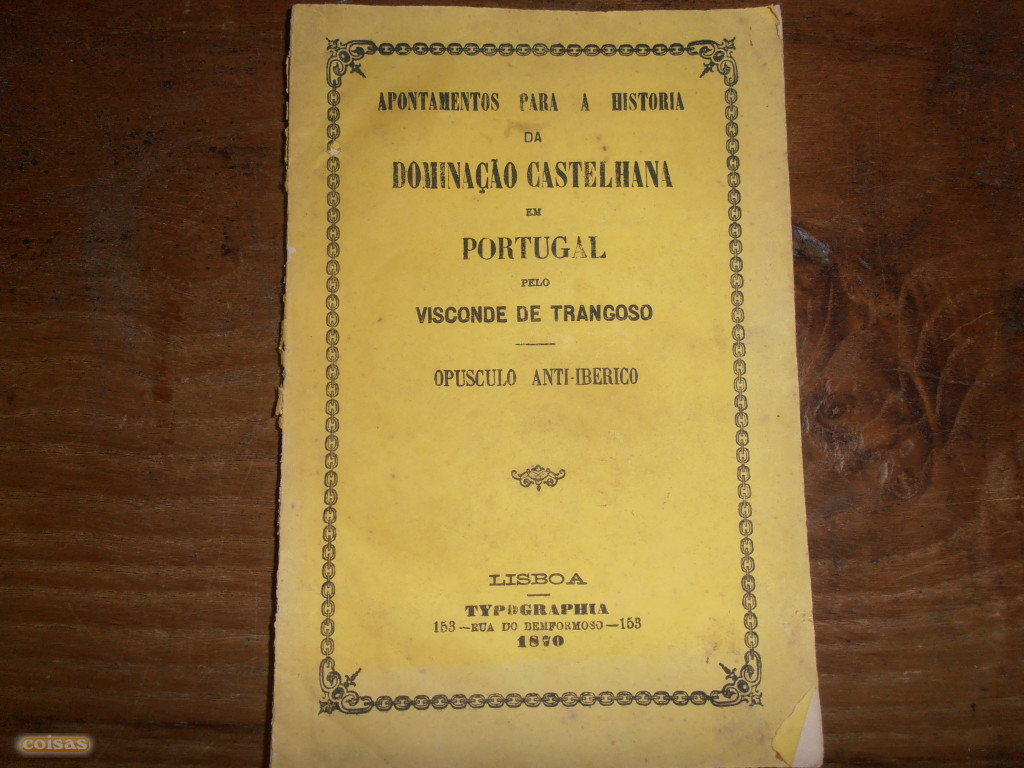 APONTAMENTOS PARA A HISTORIA
DA
DOMINAÇÃO CASTELHANA
EM
PORTUGAL
PELO
VISCONDE DE TRANCOSO
OPUSCULO ANTI-IBERICO
LISBOA
TYPOGRAPHIA
153—RUA DO BEMFORMOSO—153
1870
coisas